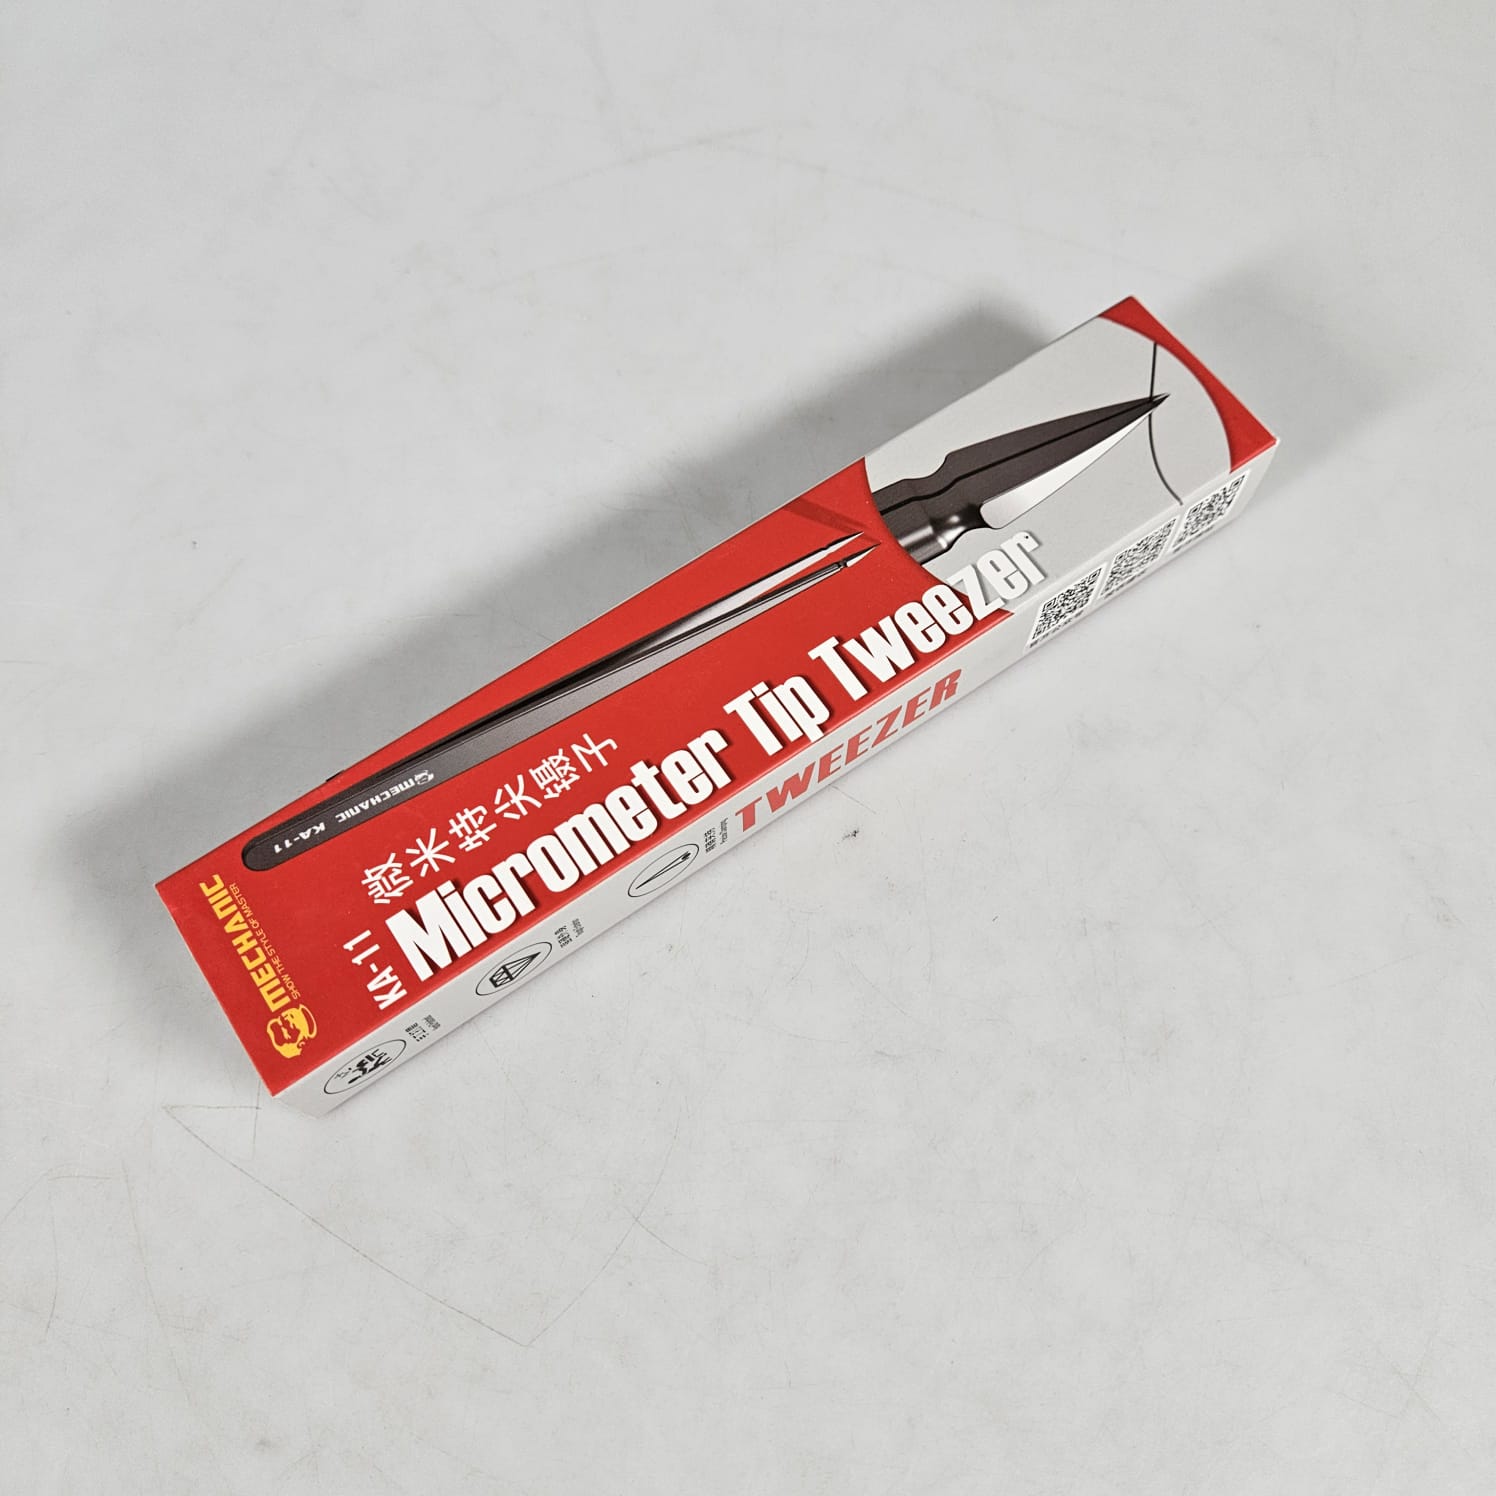 MECHANIC
SHOW THE STYLE OF MASTER
MECHANIC KA-11
微米特尖镊子
KA-11
Micrometer Tip Tweezer
TWEEZER